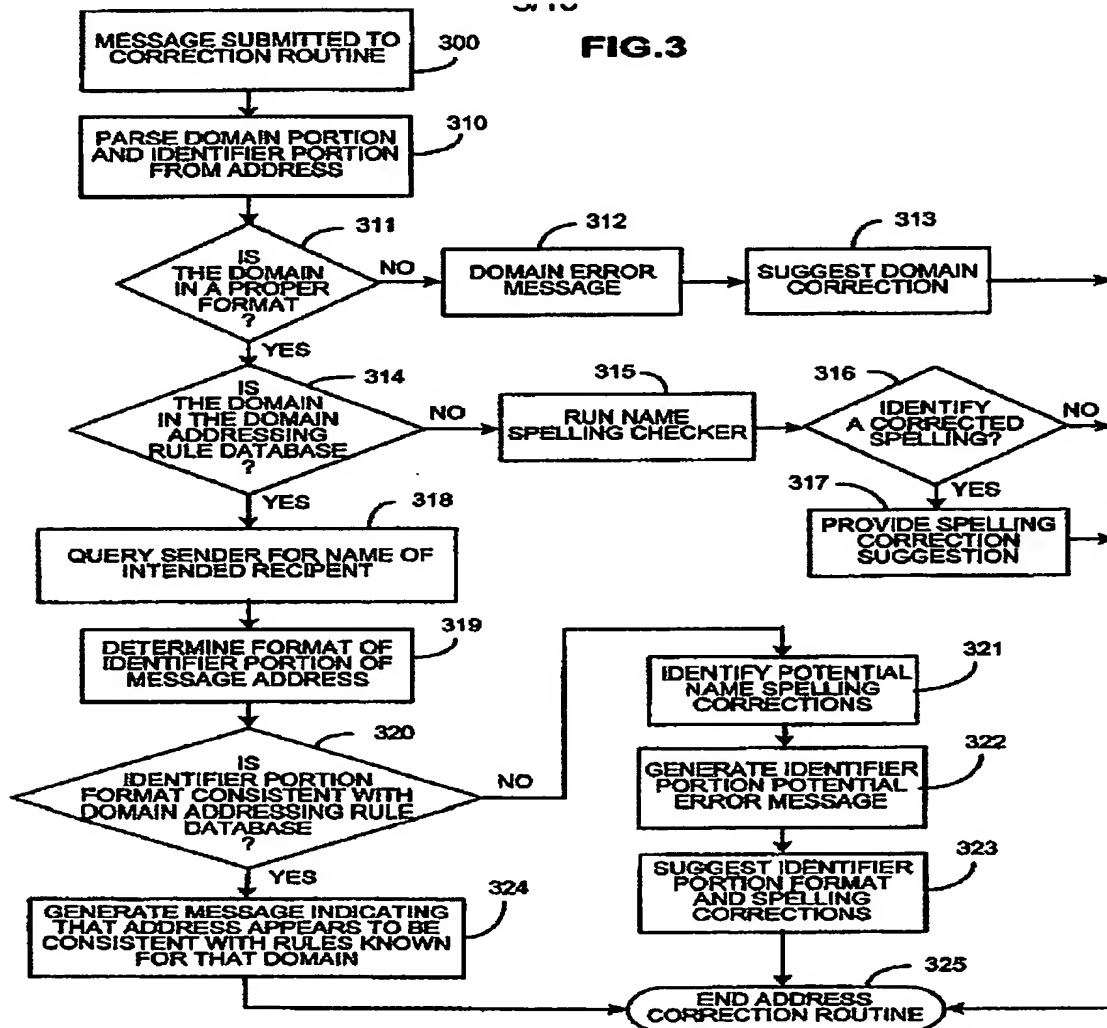 FIG.3
MESSAGE SUBMITTED TO
CORRECTION ROUTINE
300
PARSE DOMAIN PORTION
AND IDENTIFIER PORTION
FROM ADDRESS
310
IS
THE DOMAIN
IN A PROPER
FORMAT
?
311
NO
DOMAIN ERROR
MESSAGE
312
SUGGEST DOMAIN
CORRECTION
313
YES
IS
THE DOMAIN
IN THE DOMAIN
ADDRESSING
RULE DATABASE
?
314
NO
RUN NAME
SPELLING CHECKER
315
IDENTIFY
A CORRECTED
SPELLING?
316
NO
YES
317
PROVIDE SPELLING
CORRECTION
SUGGESTION
YES
318
QUERY SENDER FOR NAME OF
INTENDED RECIPENT
DETERMINE FORMAT OF
IDENTIFIER PORTION OF
MESSAGE ADDRESS
319
IS
IDENTIFIER PORTION
FORMAT CONSISTENT WITH
DOMAIN ADDRESSING RULE
DATABASE
?
320
NO
IDENTIFY POTENTIAL
NAME SPELLING
CORRECTIONS
321
GENERATE IDENTIFIER
PORTION POTENTIAL
ERROR MESSAGE
322
SUGGEST IDENTIFIER
PORTION FORMAT
AND SPELLING
CORRECTIONS
323
YES
GENERATE MESSAGE INDICATING
THAT ADDRESS APPEARS TO BE
CONSISTENT WITH RULES KNOWN
FOR THAT DOMAIN
324
END ADDRESS
CORRECTION ROUTINE
325